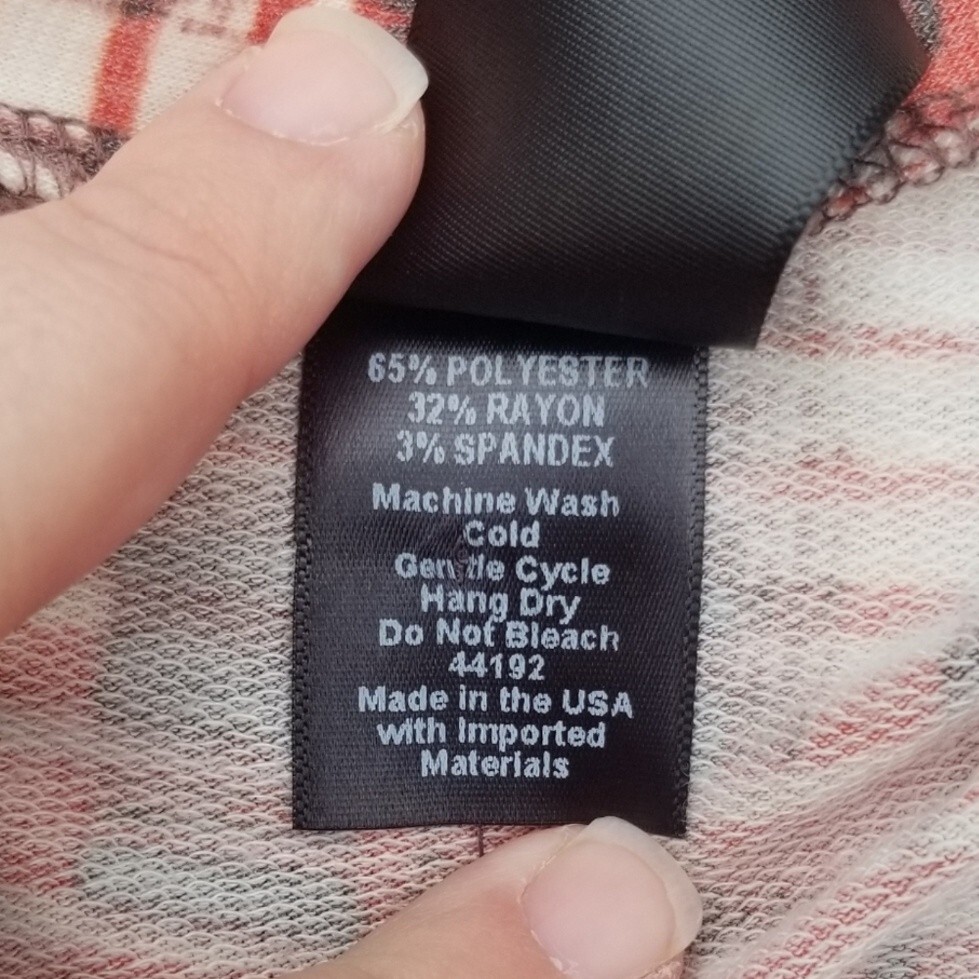 65% POLYESTER
32% RAYON
3% SPANDEX
Machine Wash
Cold
Gentle Cycle
Hang Dry
Do Not Bleach
44192
Made in the USA
with Imported
Materials